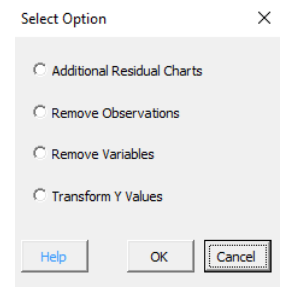 Select Option
Additional Residual Charts
Remove Observations
Remove Variables
Transform Y Values
Help OK Cancel